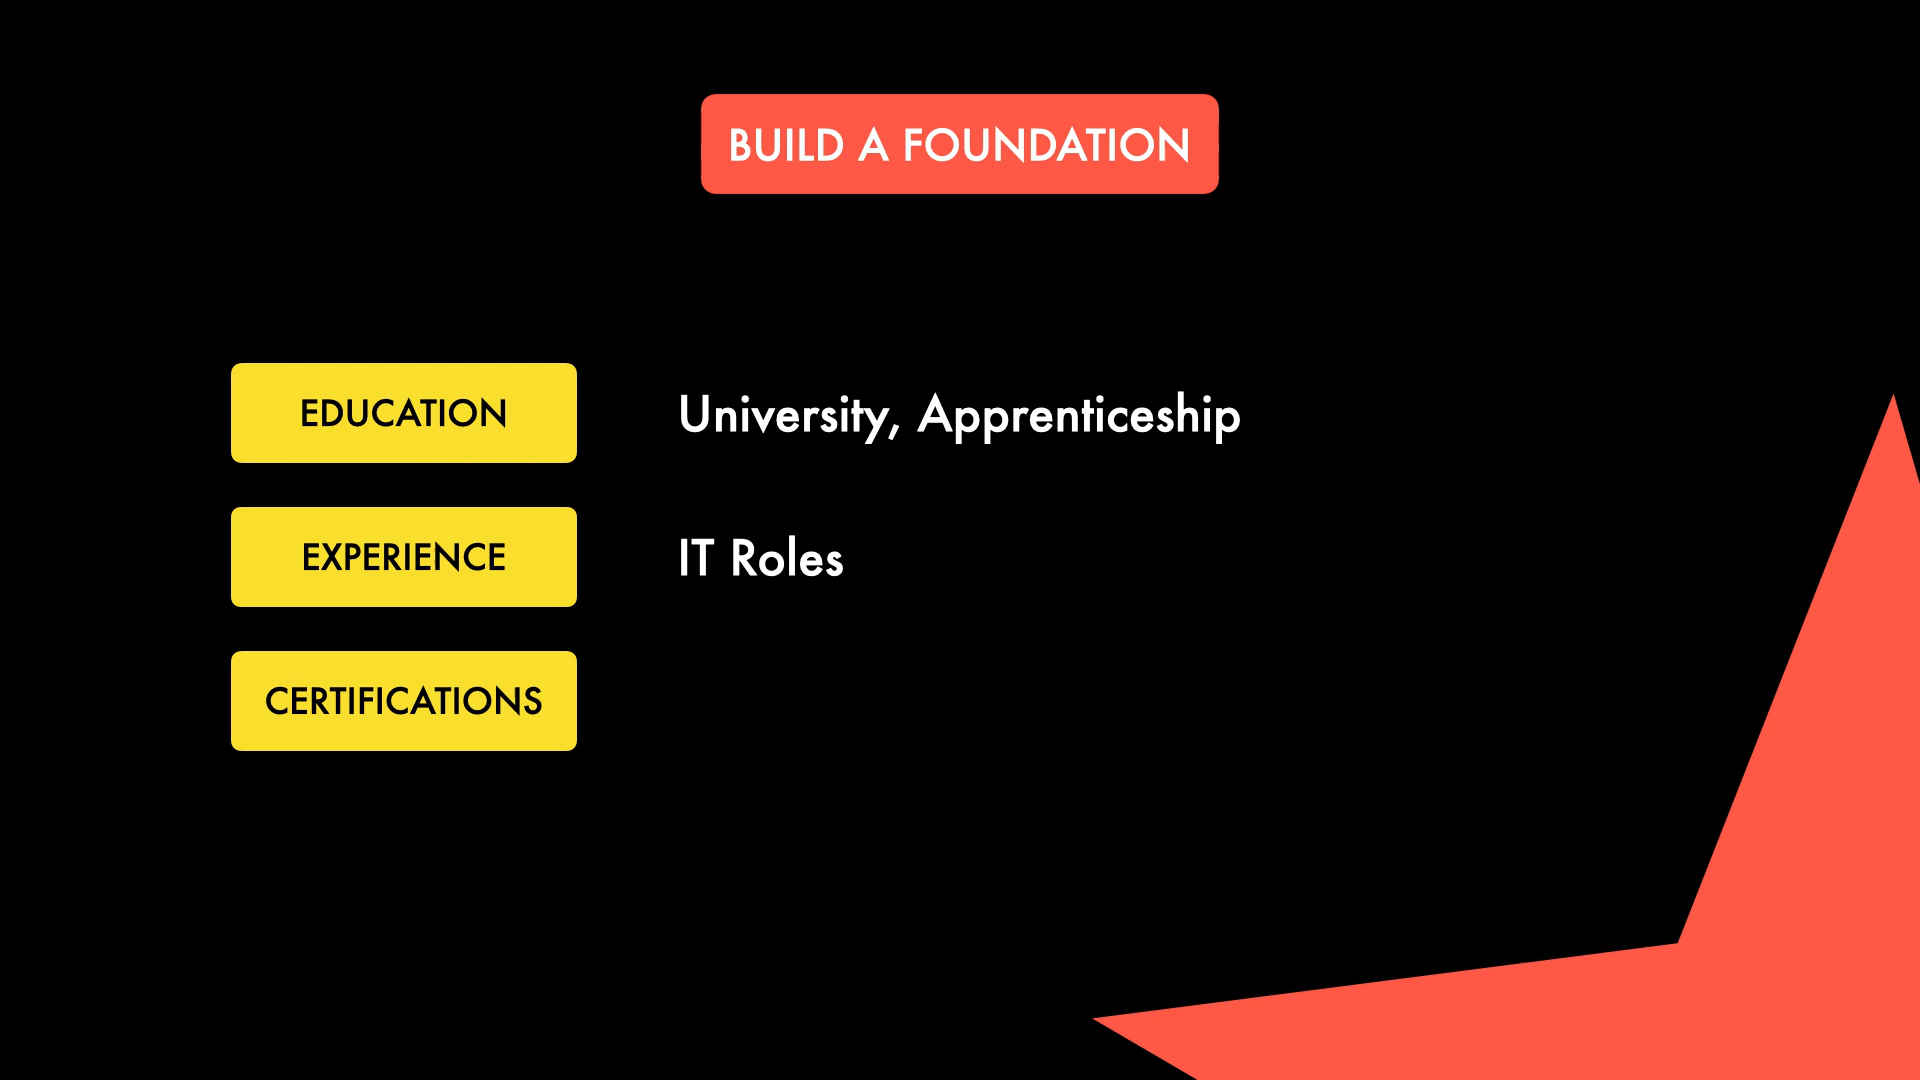 BUILD A FOUNDATION
EDUCATION University, Apprenticeship
EXPERIENCE IT Roles
CERTIFICATIONS